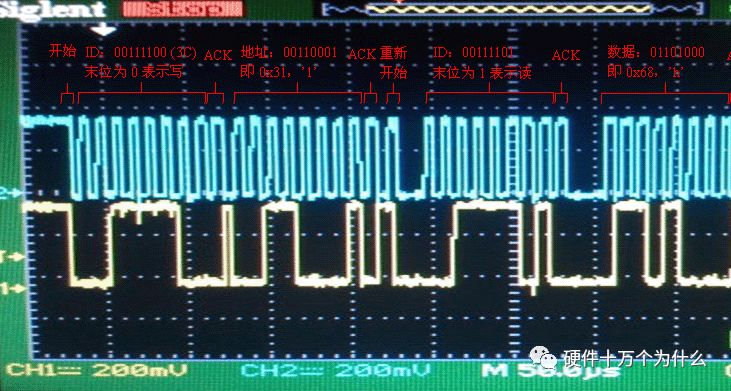 Siglent
开始
ID: 00111100 (3C)
末位为 0 表示写
ACK
地址: 00110001
即 0x31, '1'
ACK
重新
开始
ID: 00111101
末位为 1 表示读
ACK
数据: 01101000
即 0x68, 'h'
2
T
1
CH1 200mV
CH2 200mV
M 50.0μs
硬件十万个为什么